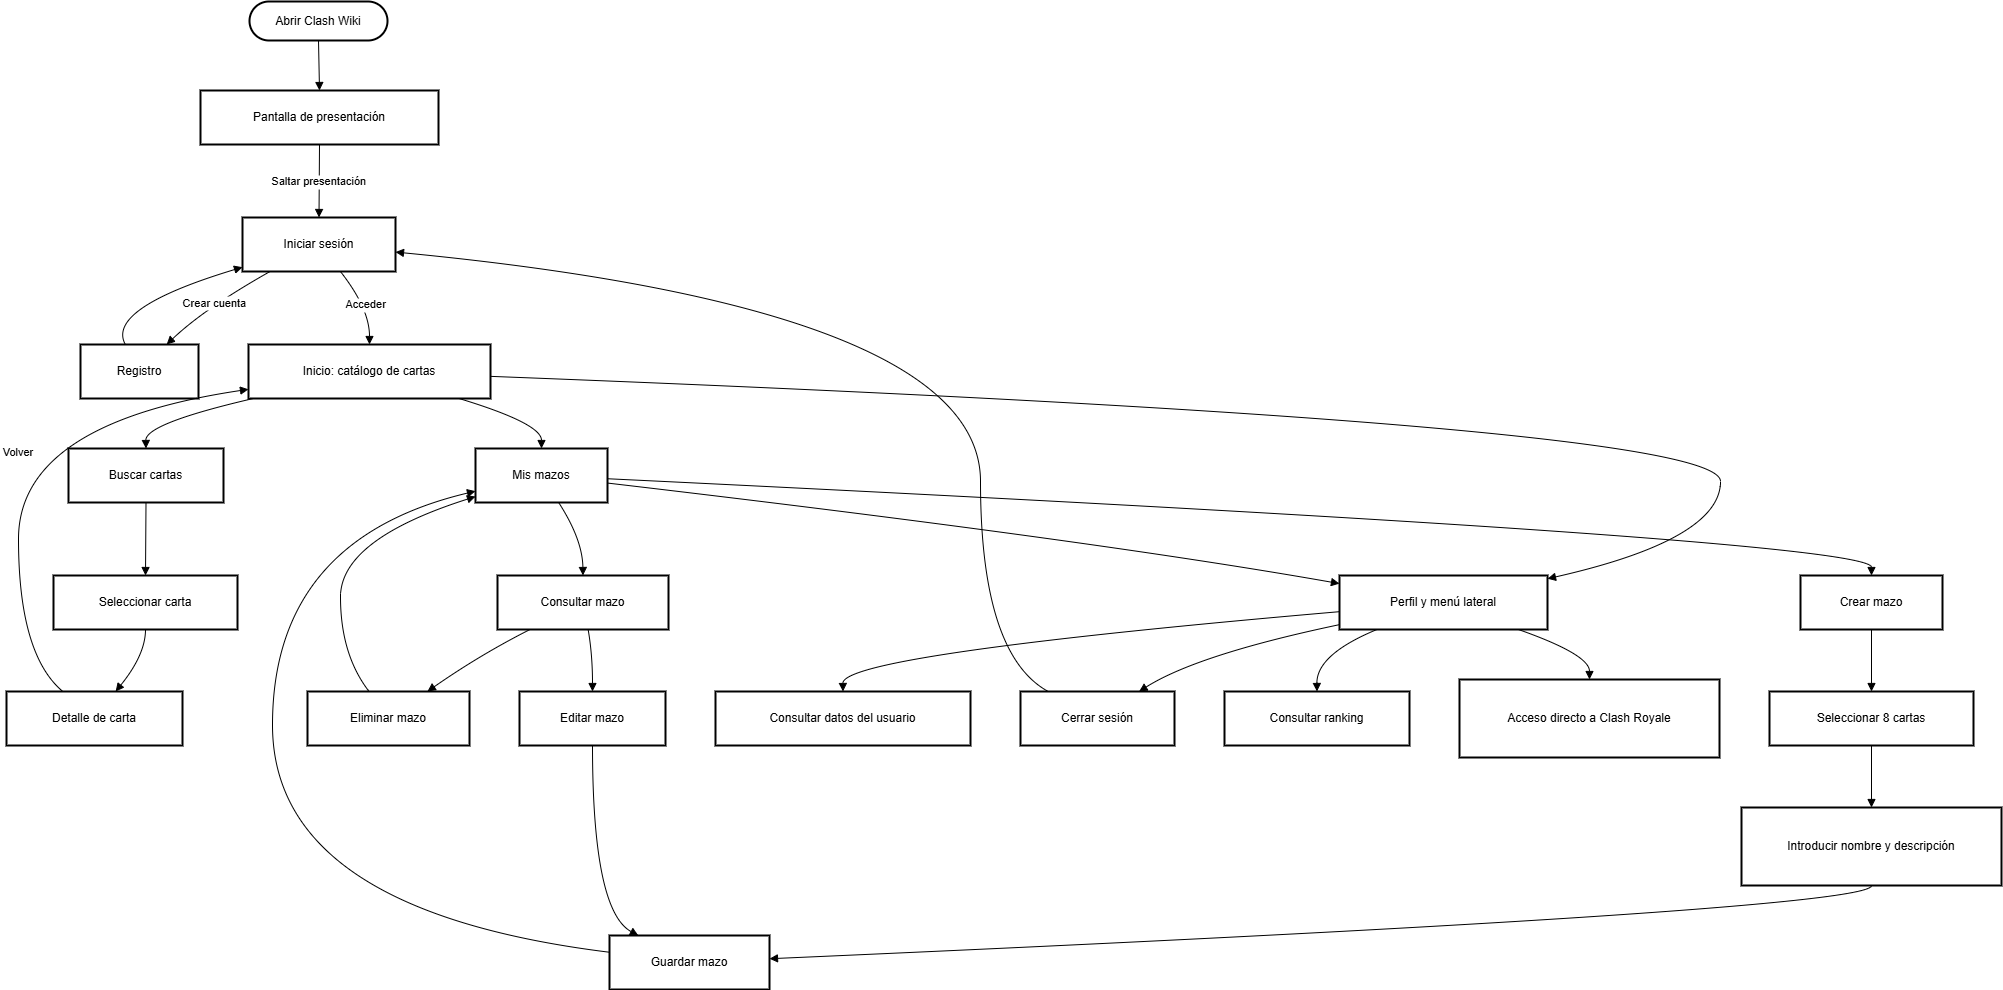 Abrir Clash Wiki
Pantalla de presentación
Saltar presentación
Iniciar sesión
Crear cuenta
Acceder
Registro
Inicio: catálogo de cartas
Volver
Buscar cartas
Mis mazos
Seleccionar carta
Consultar mazo
Perfil y menú lateral
Crear mazo
Detalle de carta
Eliminar mazo
Editar mazo
Consultar datos del usuario
Cerrar sesión
Consultar ranking
Acceso directo a Clash Royale
Seleccionar 8 cartas
Introducir nombre y descripción
Guardar mazo